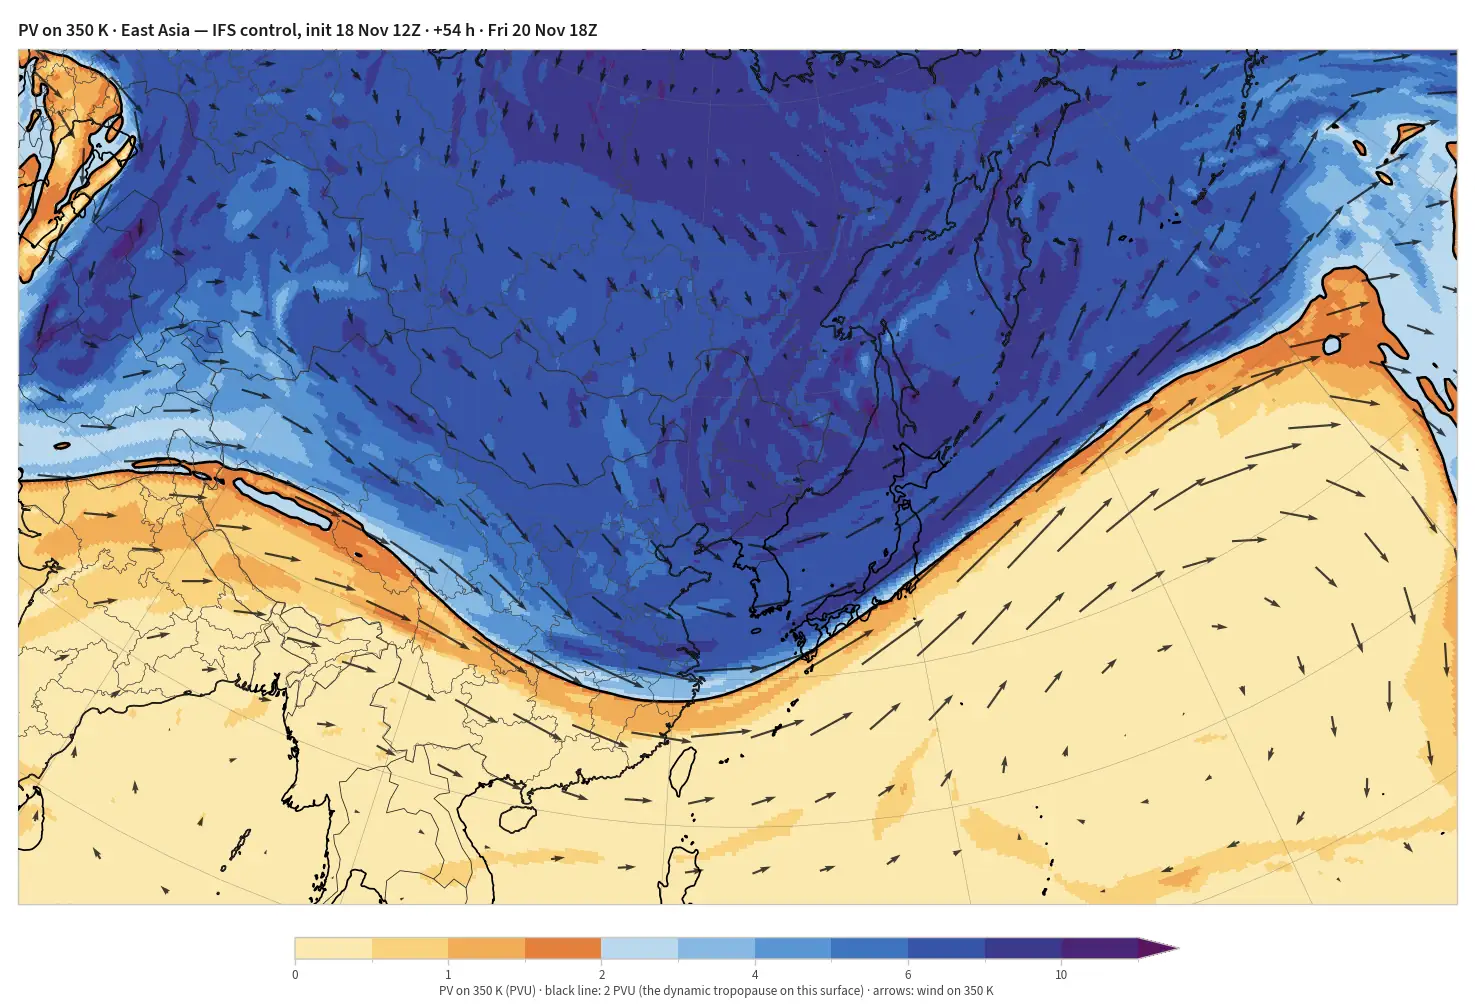 PV on 350 K · East Asia — IFS control, init 18 Nov 12Z · +54 h · Fri 20 Nov 18Z
0 1 2 4 6 10
PV on 350 K (PVU) · black line: 2 PVU (the dynamic tropopause on this surface) · arrows: wind on 350 K